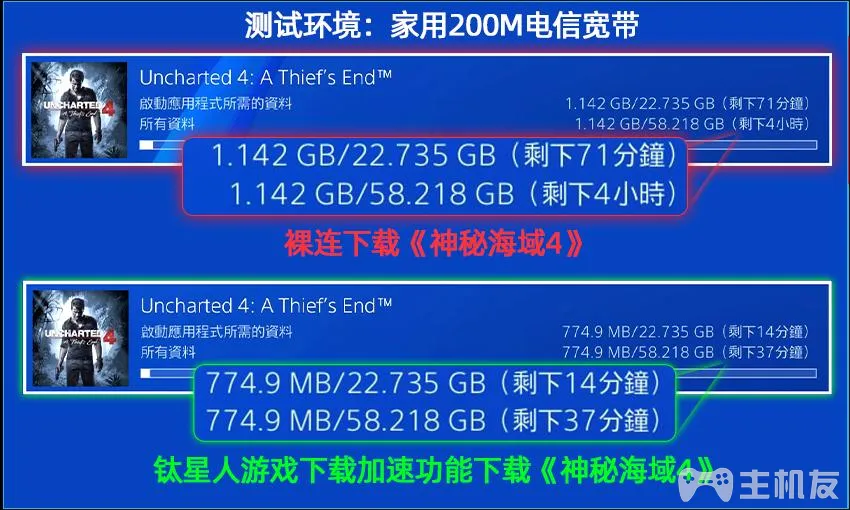 测试环境：家用200M电信宽带
UNCHARTED 4
A Thief's End
Uncharted 4: A Thief's End™
啟動應用程式所需的資料
1.142 GB/22.735 GB（剩下71分鐘）
所有資料
1.142 GB/58.218 GB（剩下4小時）
1.142 GB/22.735 GB（剩下71分鐘）
1.142 GB/58.218 GB（剩下4小時）
裸连下载《神秘海域4》
UNCHARTED 4
A Thief's End
Uncharted 4: A Thief's End™
啟動應用程式所需的資料
774.9 MB/22.735 GB（剩下14分鐘）
所有資料
774.9 MB/58.218 GB（剩下37分鐘）
774.9 MB/22.735 GB（剩下14分鐘）
774.9 MB/58.218 GB（剩下37分鐘）
钛星人游戏下载加速功能下载《神秘海域4》
主机友